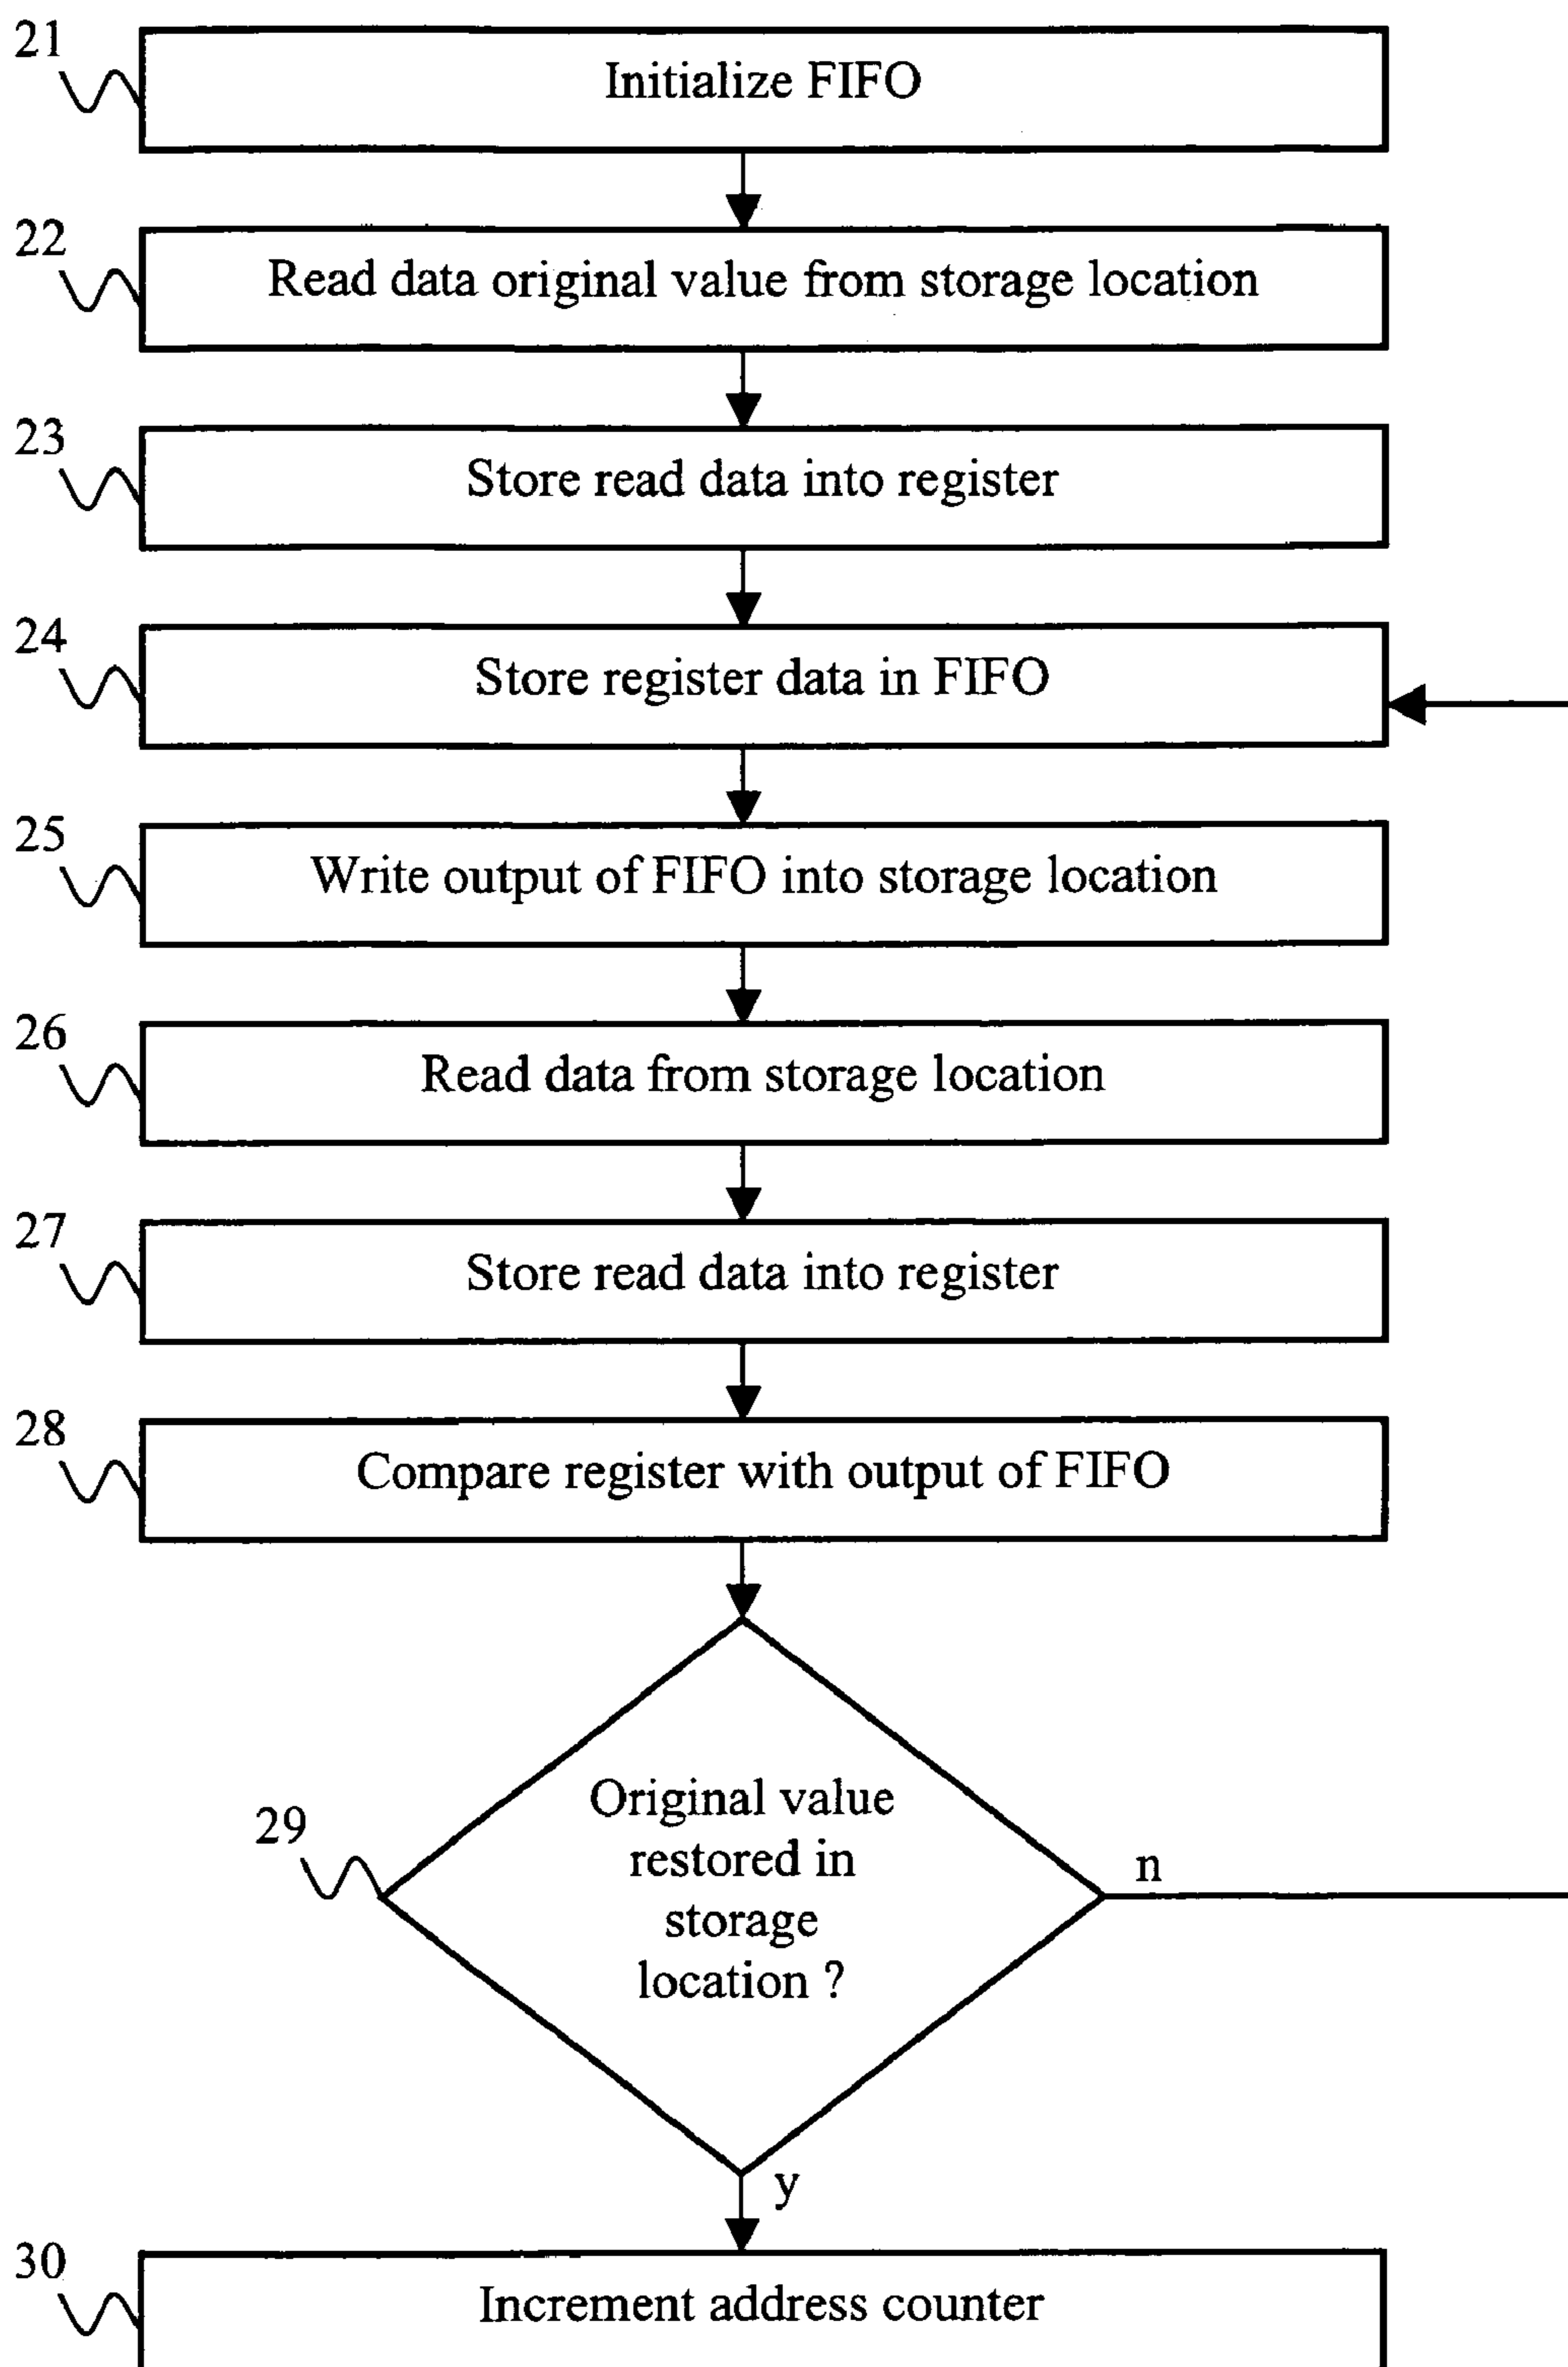 21
Initialize FIFO
22
Read data original value from storage location
23
Store read data into register
24
Store register data in FIFO
25
Write output of FIFO into storage location
26
Read data from storage location
27
Store read data into register
28
Compare register with output of FIFO
29
Original value
restored in
storage
location ?
n
y
30
Increment address counter